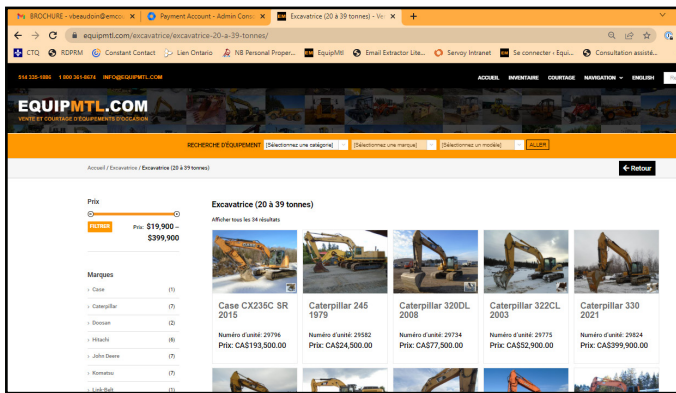 BROCHURE - vbeaudoin@emco
Payment Account - Admin Conso
Excavatrice (20 à 39 tonnes) - Ve
equipmtl.com/excavatrice/excavatrice-20-a-39-tonnes/
CTQ RDPRM Constant Contact Lien Ontario NB Personal Proper... EquipMtl Email Extractor Lite... Servoy Intranet Se connecter ‹ Equi... Consultation assisté...
514 335-1886 1 800 361-8674 INFO@EQUIPMTL.COM
ACCUEIL INVENTAIRE COURTAGE NAVIGATION ENGLISH
EQUIPMTL.COM
VENTE ET COURTAGE D'ÉQUIPEMENTS D'OCCASION
RECHERCHE D'ÉQUIPEMENT [Sélectionnez une catégorie] [Sélectionnez une marque] [Sélectionnez un modèle] ALLER
Accueil / Excavatrice / Excavatrice (20 à 39 tonnes)
Retour
Prix
FILTRER
Prix: $19,900 –
$399,900
Marques
Case (1)
Caterpillar (7)
Doosan (2)
Hitachi (6)
John Deere (7)
Komatsu (7)
Link-Belt (1)
Excavatrice (20 à 39 tonnes)
Afficher tous les 34 résultats
Case CX235C SR
2015
Numéro d'unité: 29796
Prix: CA$193,500.00
Caterpillar 245
1979
Numéro d'unité: 29582
Prix: CA$24,500.00
Caterpillar 320DL
2008
Numéro d'unité: 29734
Prix: CA$77,500.00
Caterpillar 322CL
2003
Numéro d'unité: 29775
Prix: CA$52,900.00
Caterpillar 330
2021
Numéro d'unité: 29824
Prix: CA$399,900.00